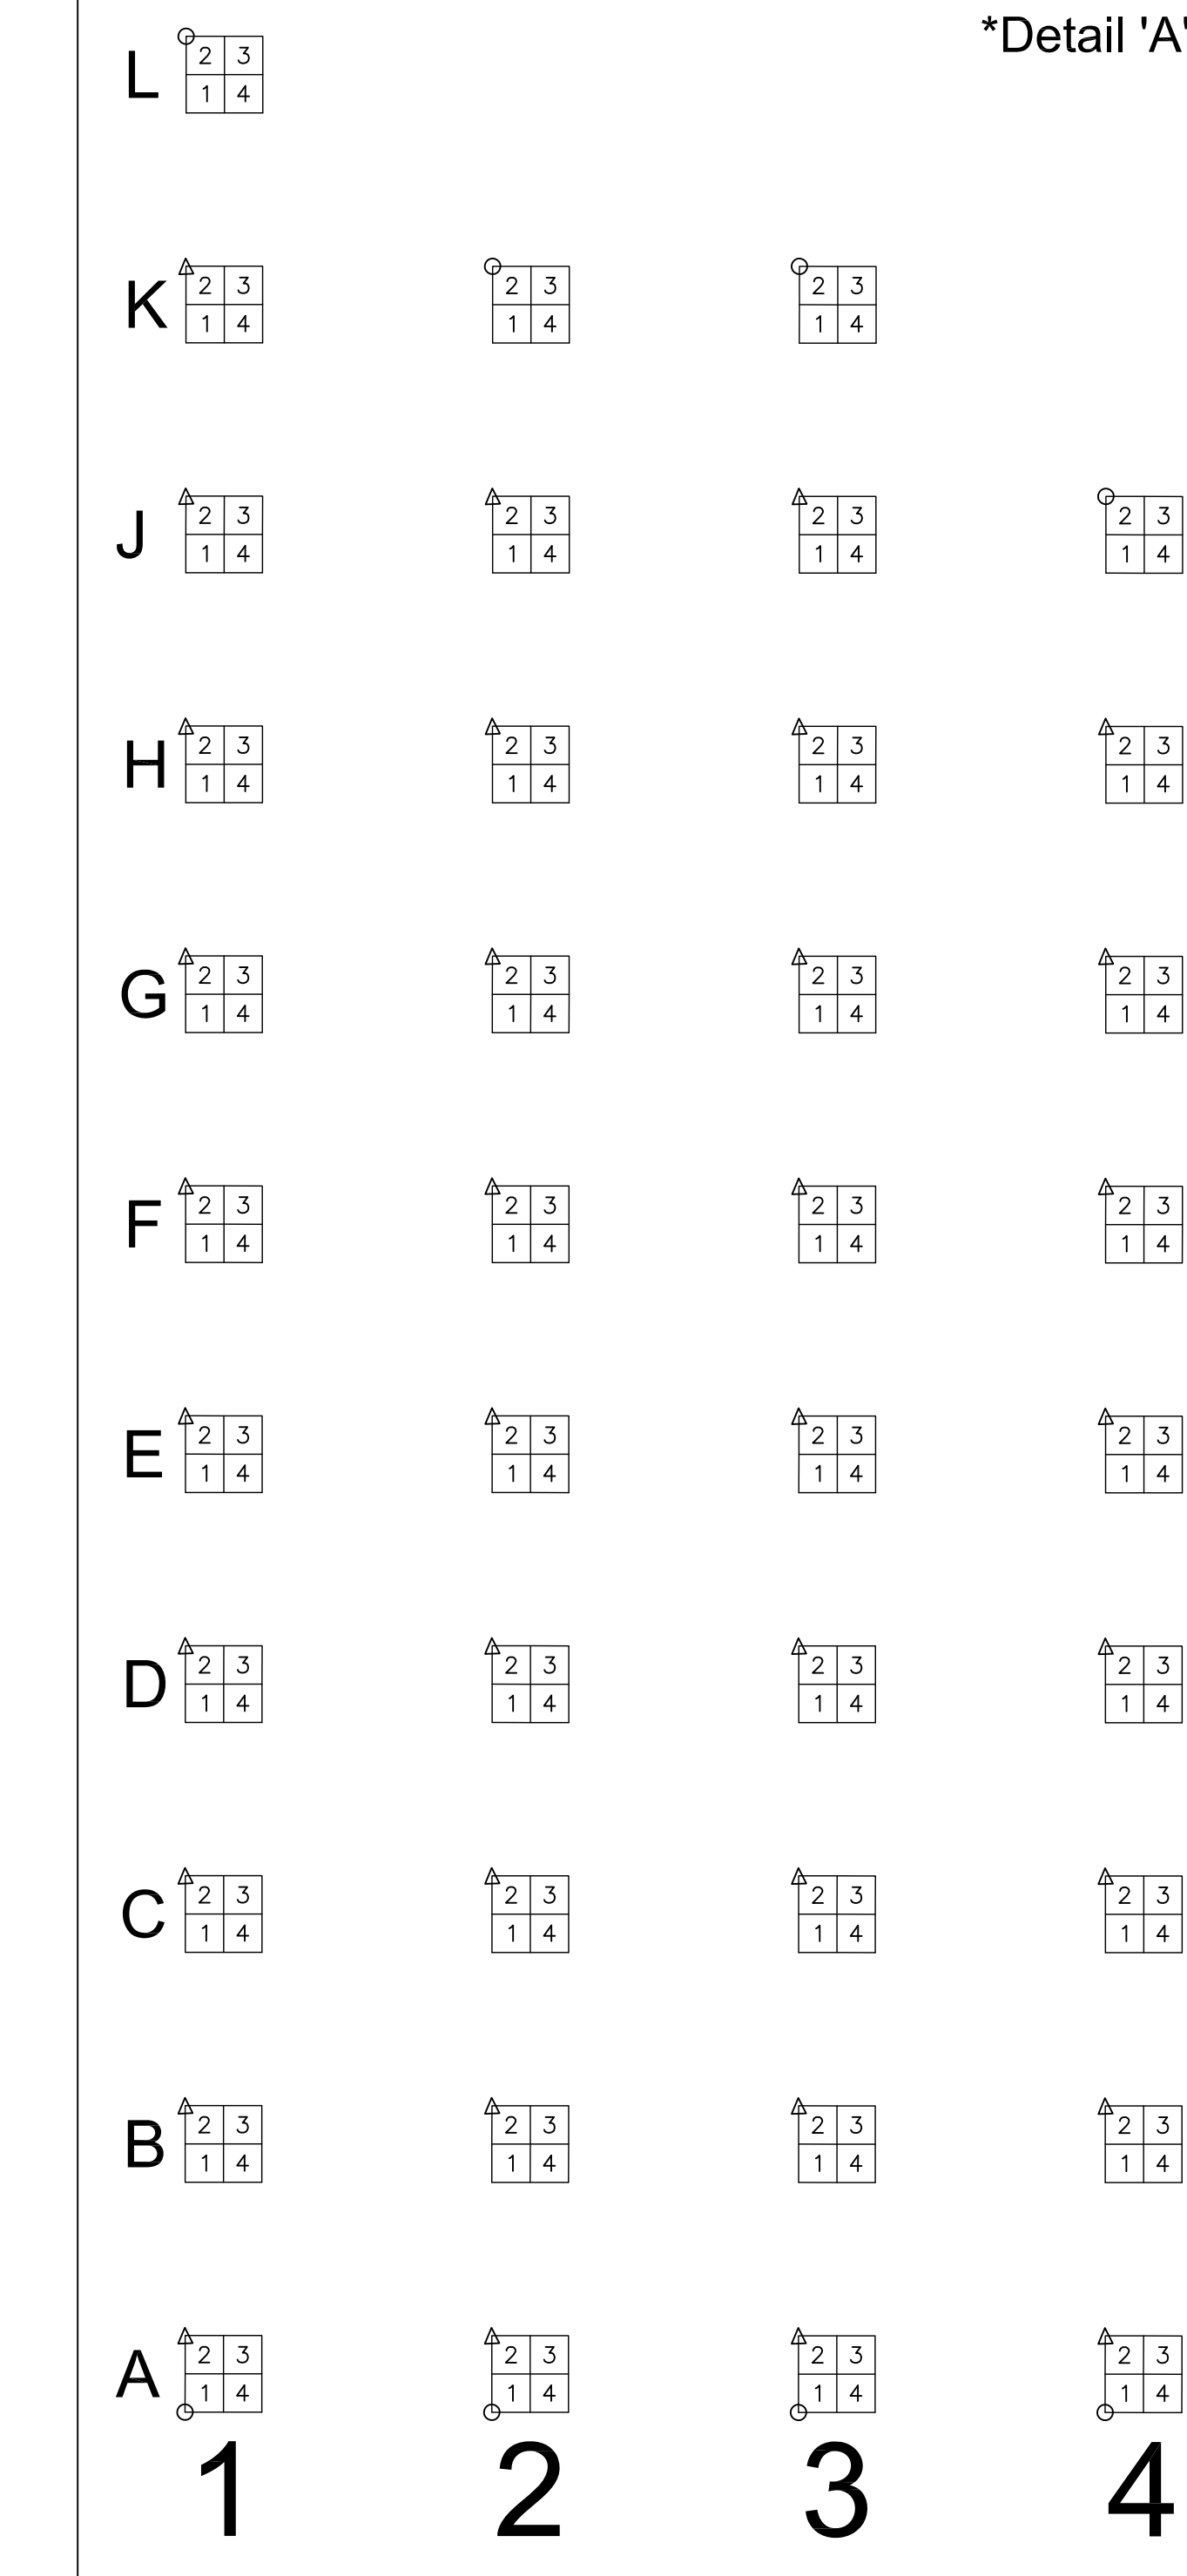 *Detail 'A'
L 2 3
1 4
K 2 3 2 3 2 3
1 4 1 4 1 4
J 2 3 2 3 2 3 2 3
1 4 1 4 1 4 1 4
H 2 3 2 3 2 3 2 3
1 4 1 4 1 4 1 4
G 2 3 2 3 2 3 2 3
1 4 1 4 1 4 1 4
F 2 3 2 3 2 3 2 3
1 4 1 4 1 4 1 4
E 2 3 2 3 2 3 2 3
1 4 1 4 1 4 1 4
D 2 3 2 3 2 3 2 3
1 4 1 4 1 4 1 4
C 2 3 2 3 2 3 2 3
1 4 1 4 1 4 1 4
B 2 3 2 3 2 3 2 3
1 4 1 4 1 4 1 4
A 2 3 2 3 2 3 2 3
1 4 1 4 1 4 1 4
1 2 3 4